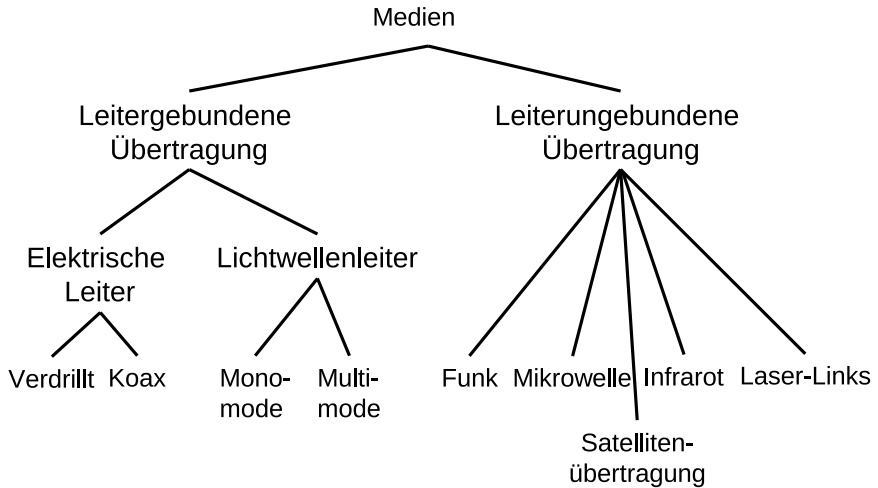 Medien
Leitergebundene
Übertragung
Leiterungebundene
Übertragung
Elektrische
Leiter
Lichtwellenleiter
Verdrillt
Koax
Mono-
mode
Multi-
mode
Funk
Mikrowelle
Infrarot
Laser-Links
Satelliten-
übertragung